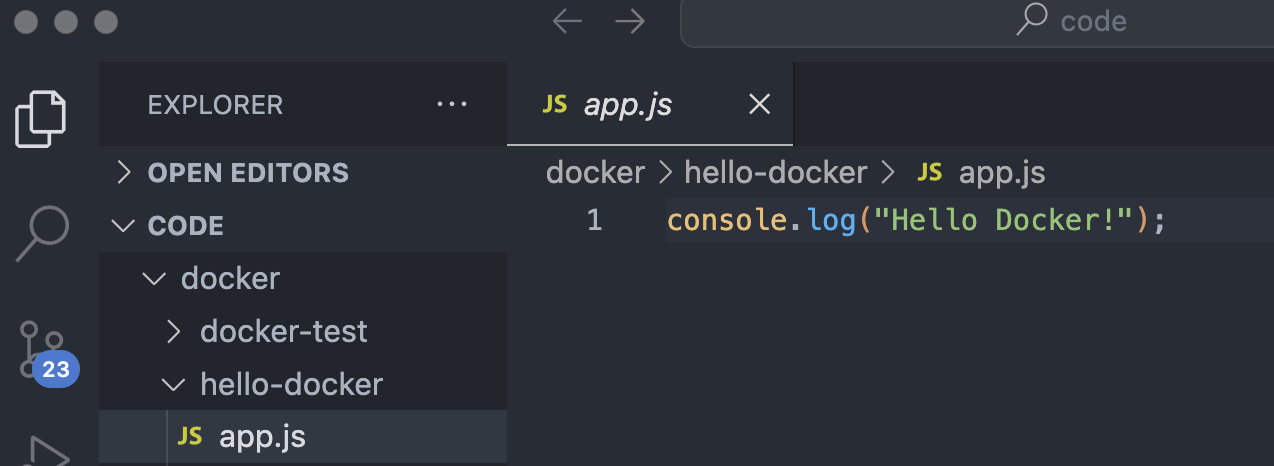 code
EXPLORER ...
JS app.js
OPEN EDITORS
docker > hello-docker > JS app.js
1 console.log("Hello Docker!");
CODE
docker
docker-test
hello-docker
JS app.js
23